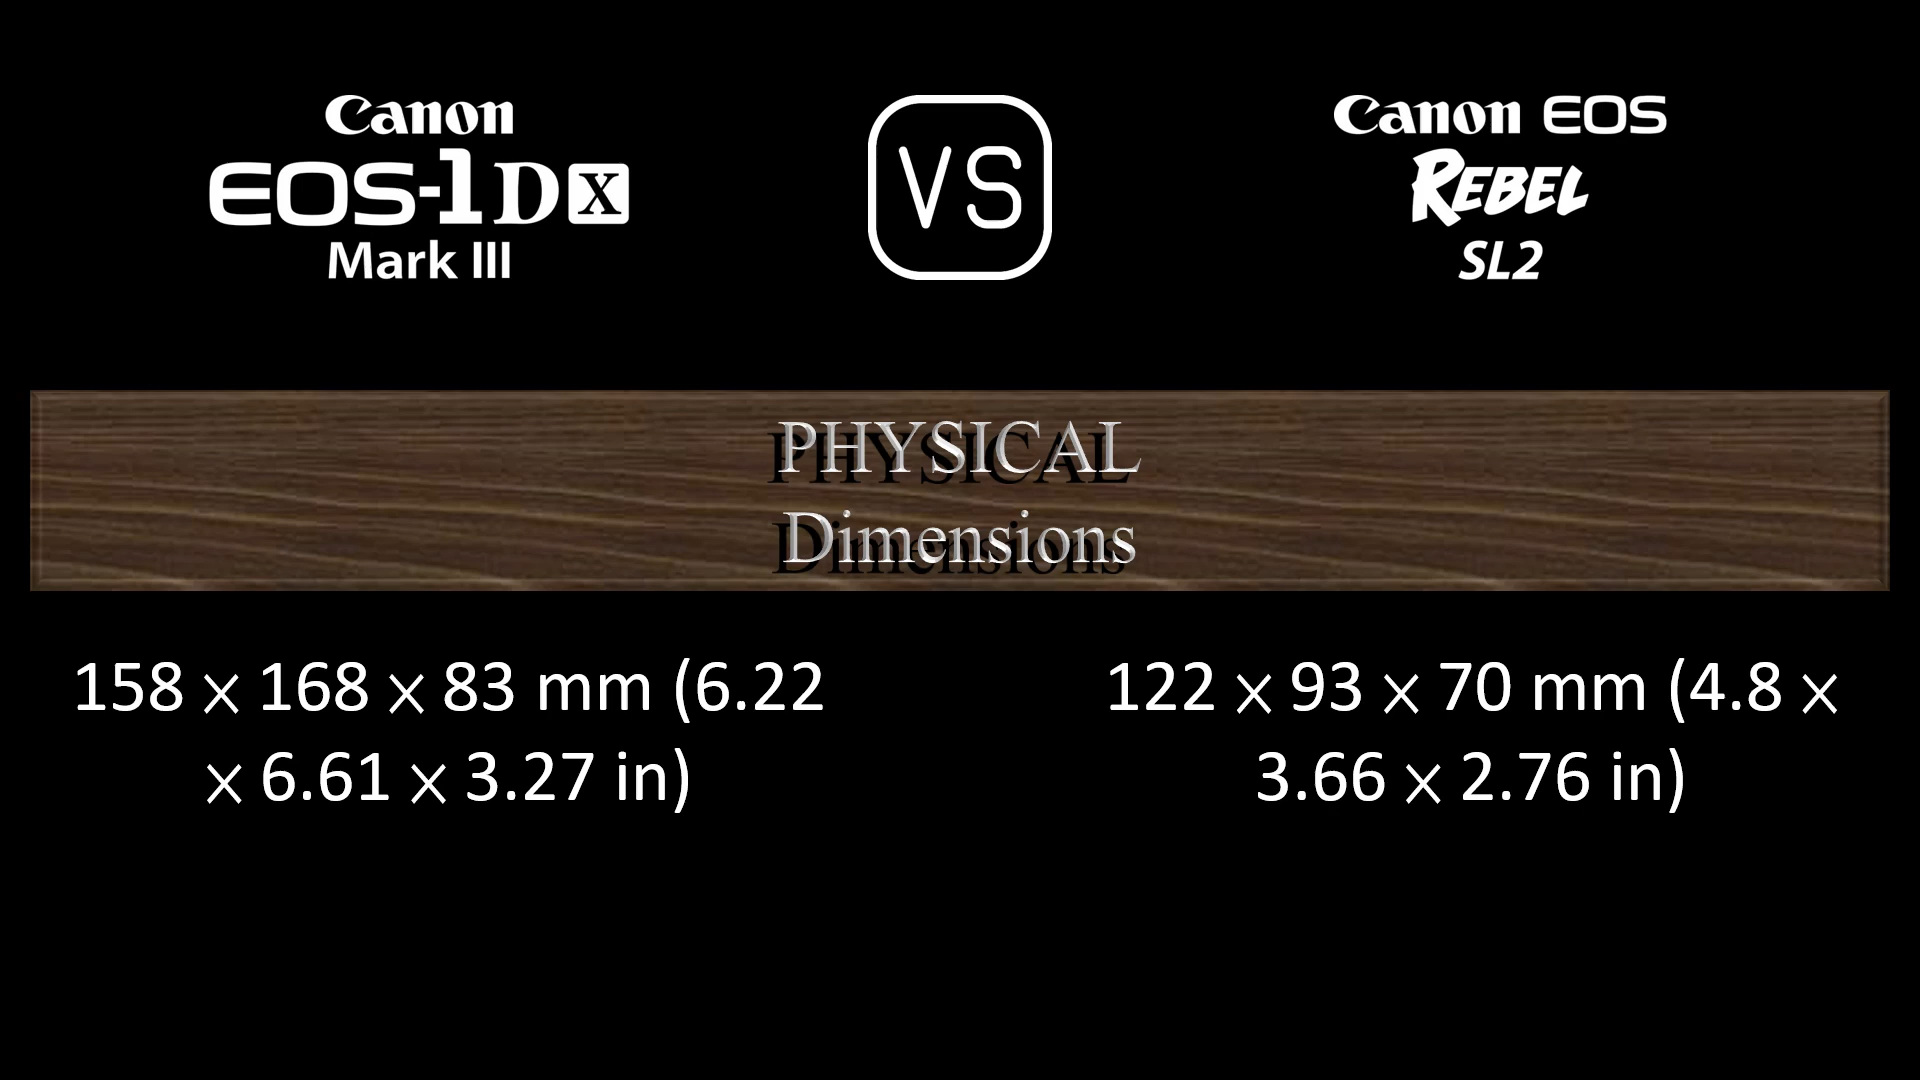 Canon
EOS-1D X
Mark III
VS
Canon EOS
REBEL
SL2
PHYSICAL
Dimensions
158 x 168 x 83 mm (6.22
x 6.61 x 3.27 in)
122 x 93 x 70 mm (4.8 x
3.66 x 2.76 in)